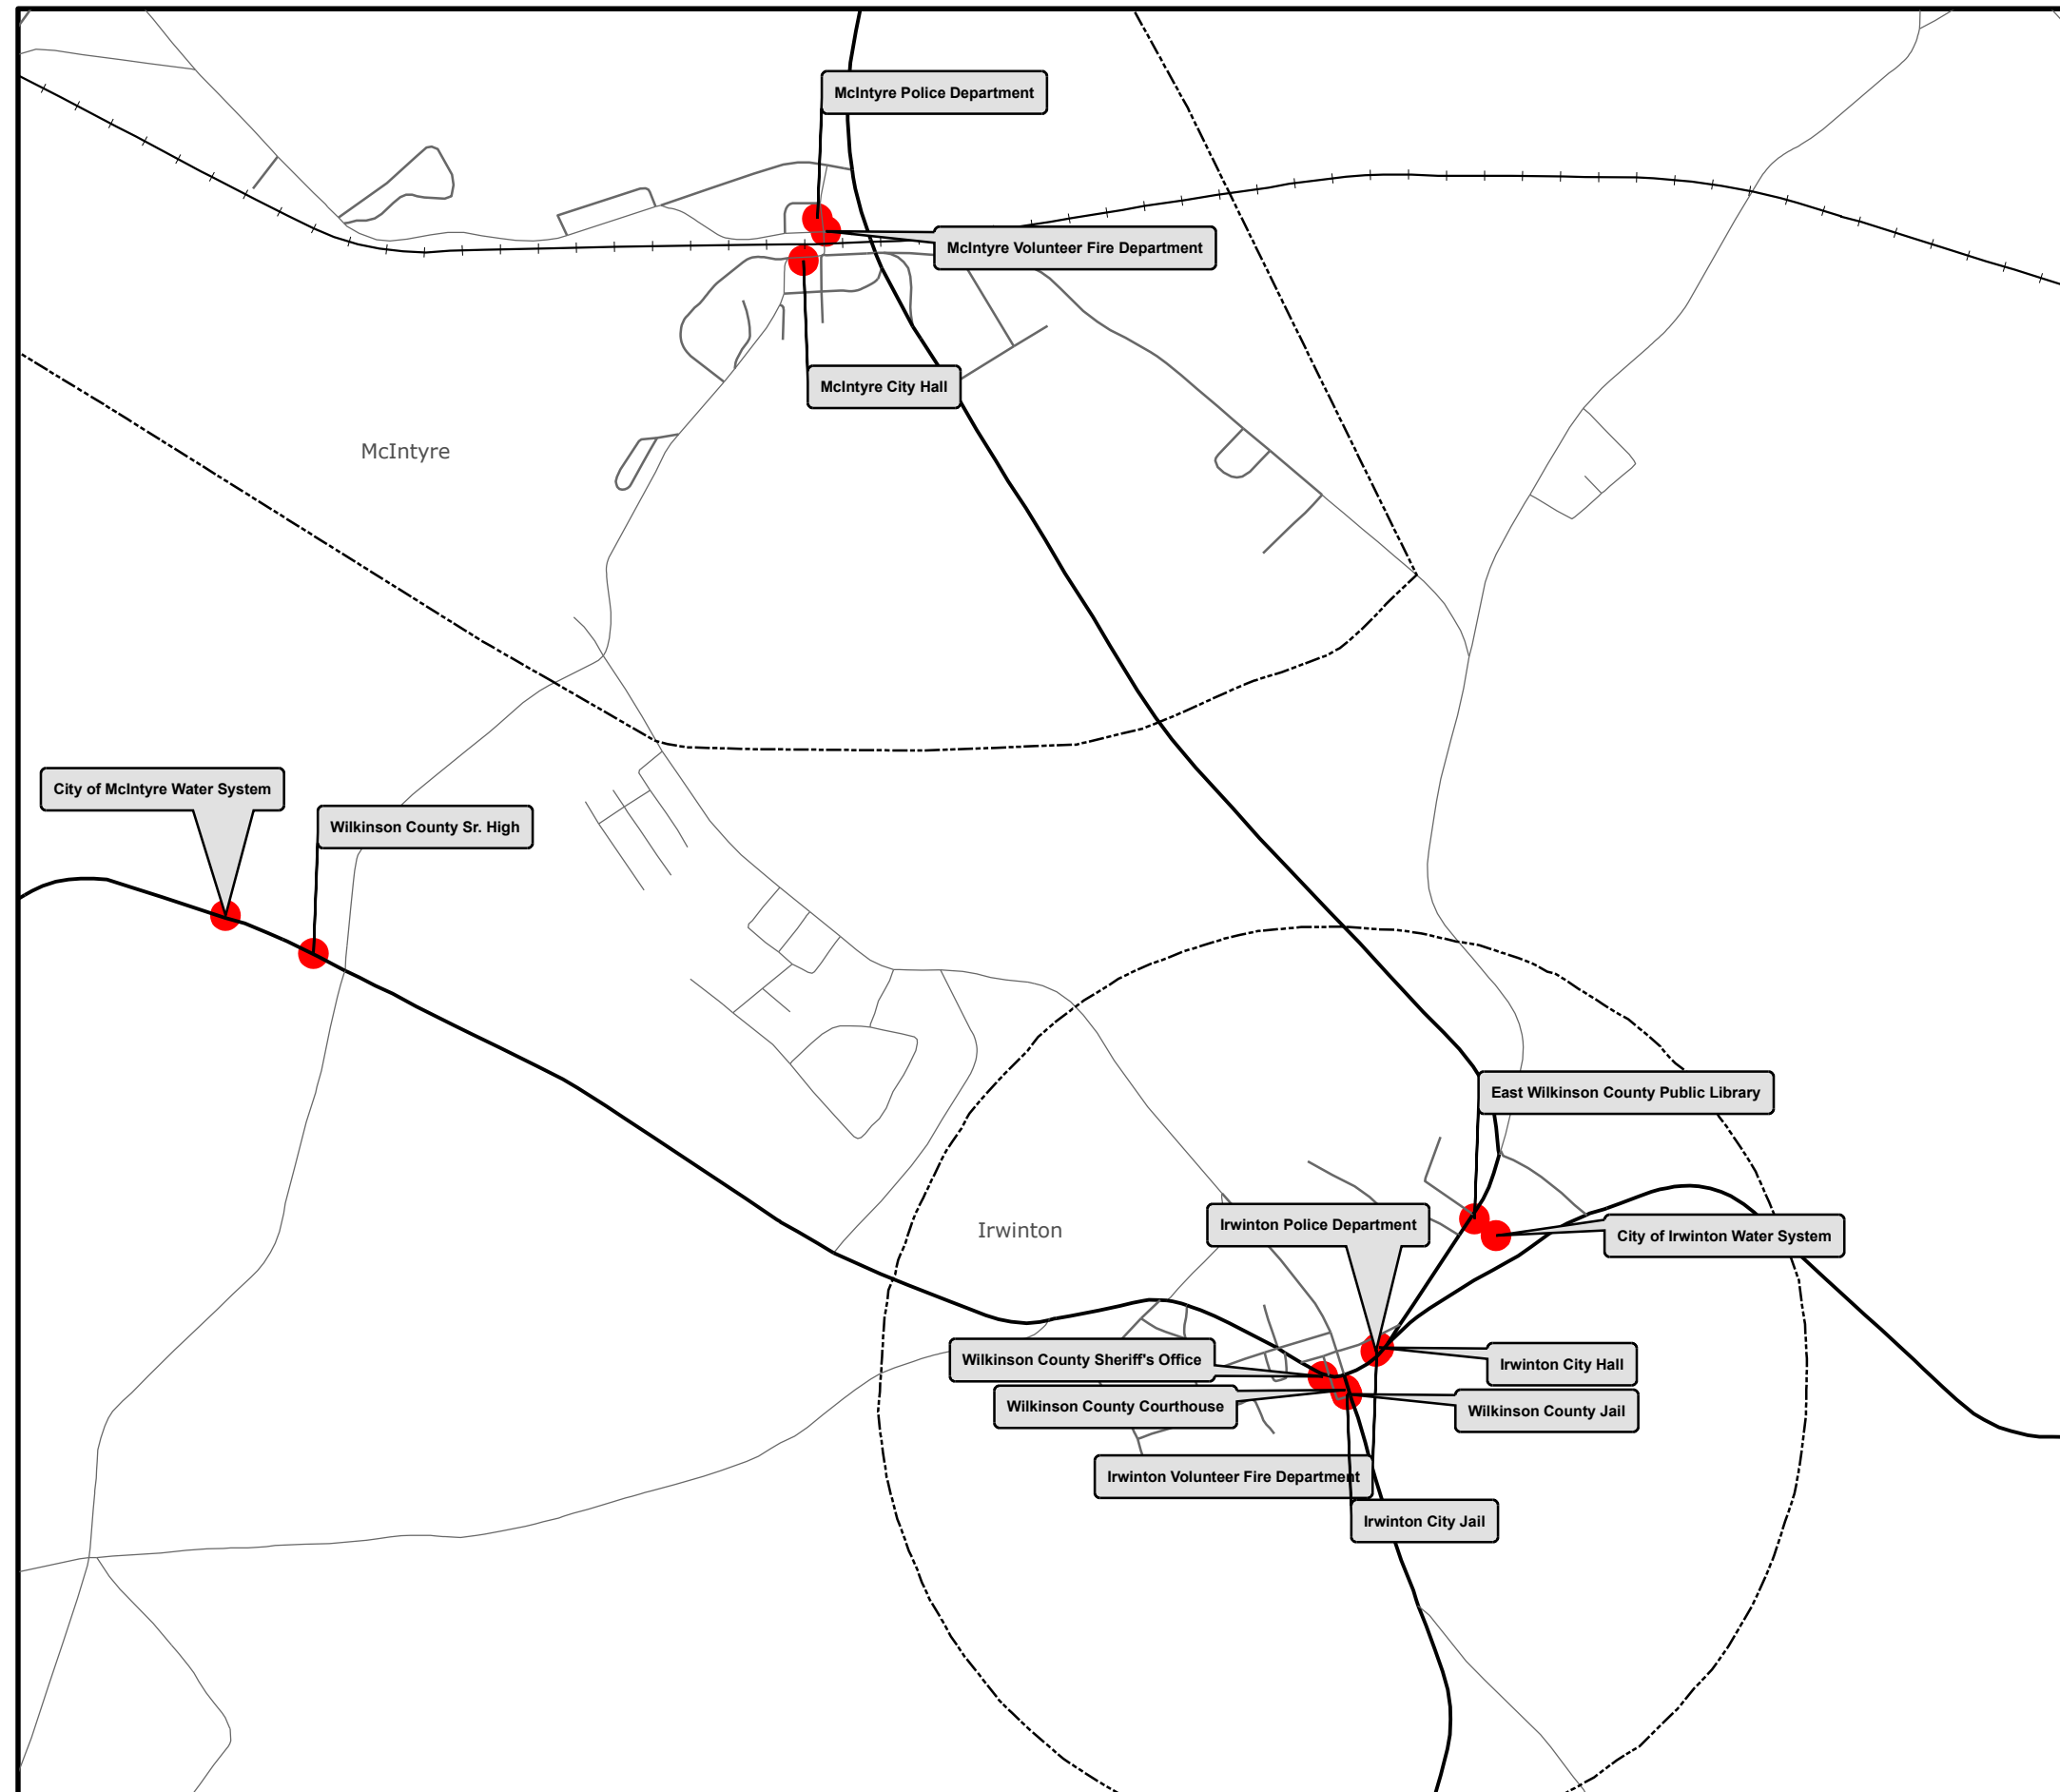 McIntyre Police Department
McIntyre Volunteer Fire Department
McIntyre City Hall
McIntyre
City of McIntyre Water System
Wilkinson County Sr. High
East Wilkinson County Public Library
Irwinton Police Department
Irwinton
City of Irwinton Water System
Wilkinson County Sheriff's Office
Irwinton City Hall
Wilkinson County Courthouse
Wilkinson County Jail
Irwinton Volunteer Fire Department
Irwinton City Jail